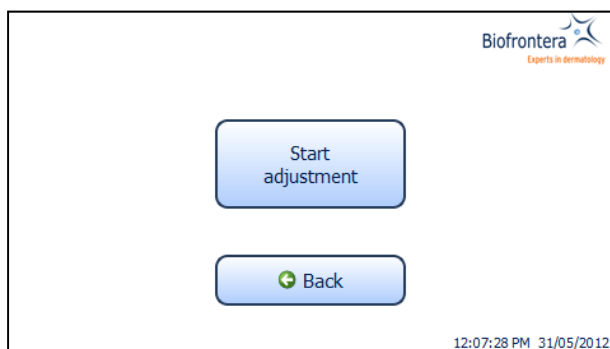 Biofrontera
Experts in dermatology
Start
adjustment
Back
12:07:28 PM 31/05/2012